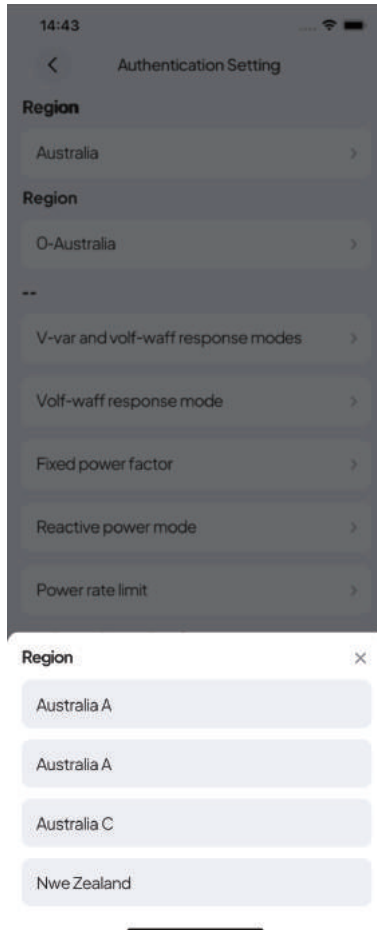 14:43
Authentication Setting
Region
Australia
Region
0-Australia
--
V-var and volf-waff response modes
Volf-waff response mode
Fixed power factor
Reactive power mode
Power rate limit
Region
Australia A
Australia A
Australia C
Nwe Zealand